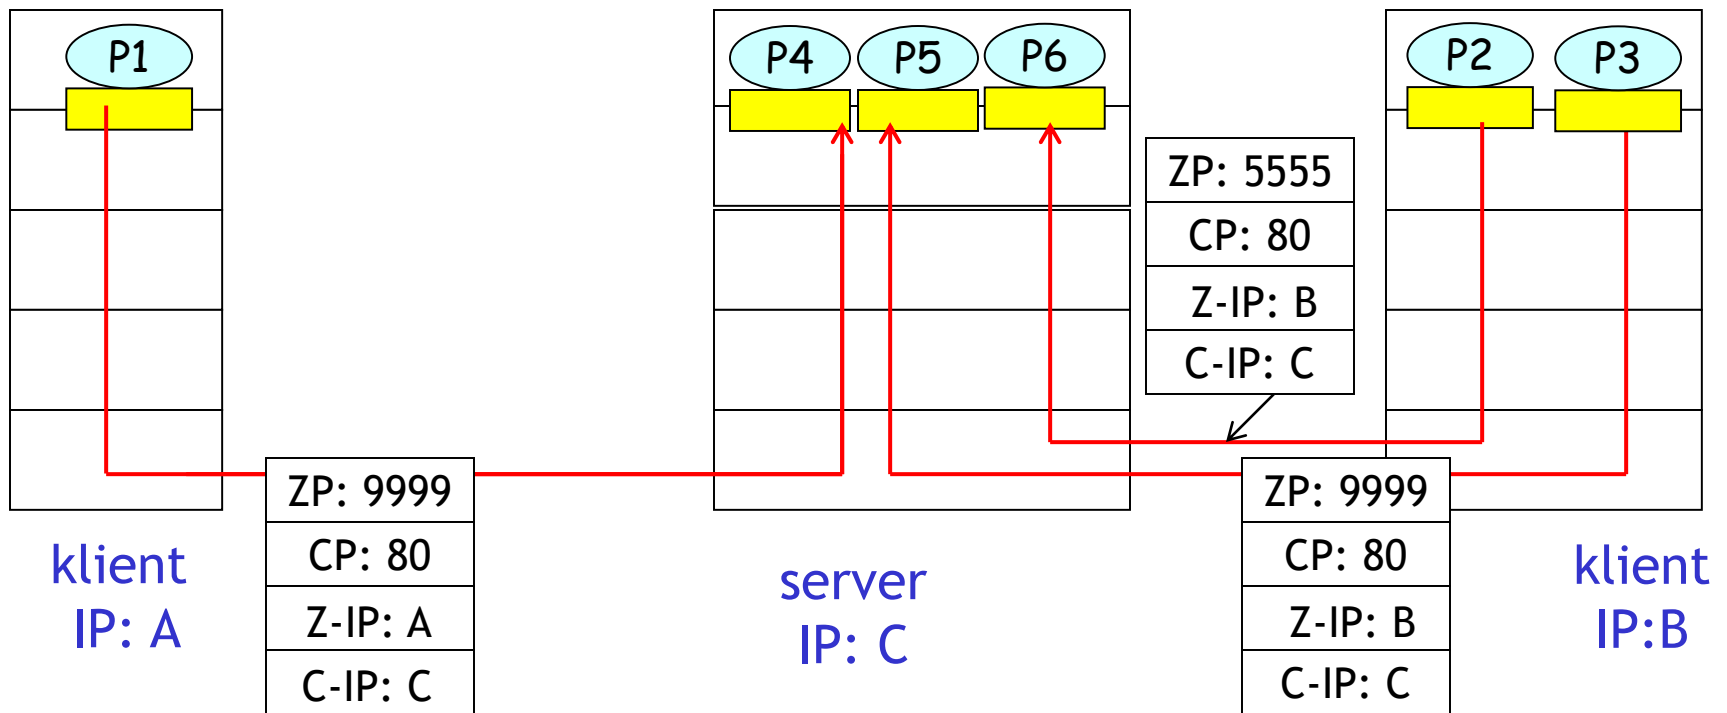 P1
P4
P5
P6
P2
P3
ZP: 5555
CP: 80
Z-IP: B
C-IP: C
ZP: 9999
CP: 80
Z-IP: A
C-IP: C
ZP: 9999
CP: 80
Z-IP: B
C-IP: C
klient
IP: A
server
IP: C
klient
IP:B